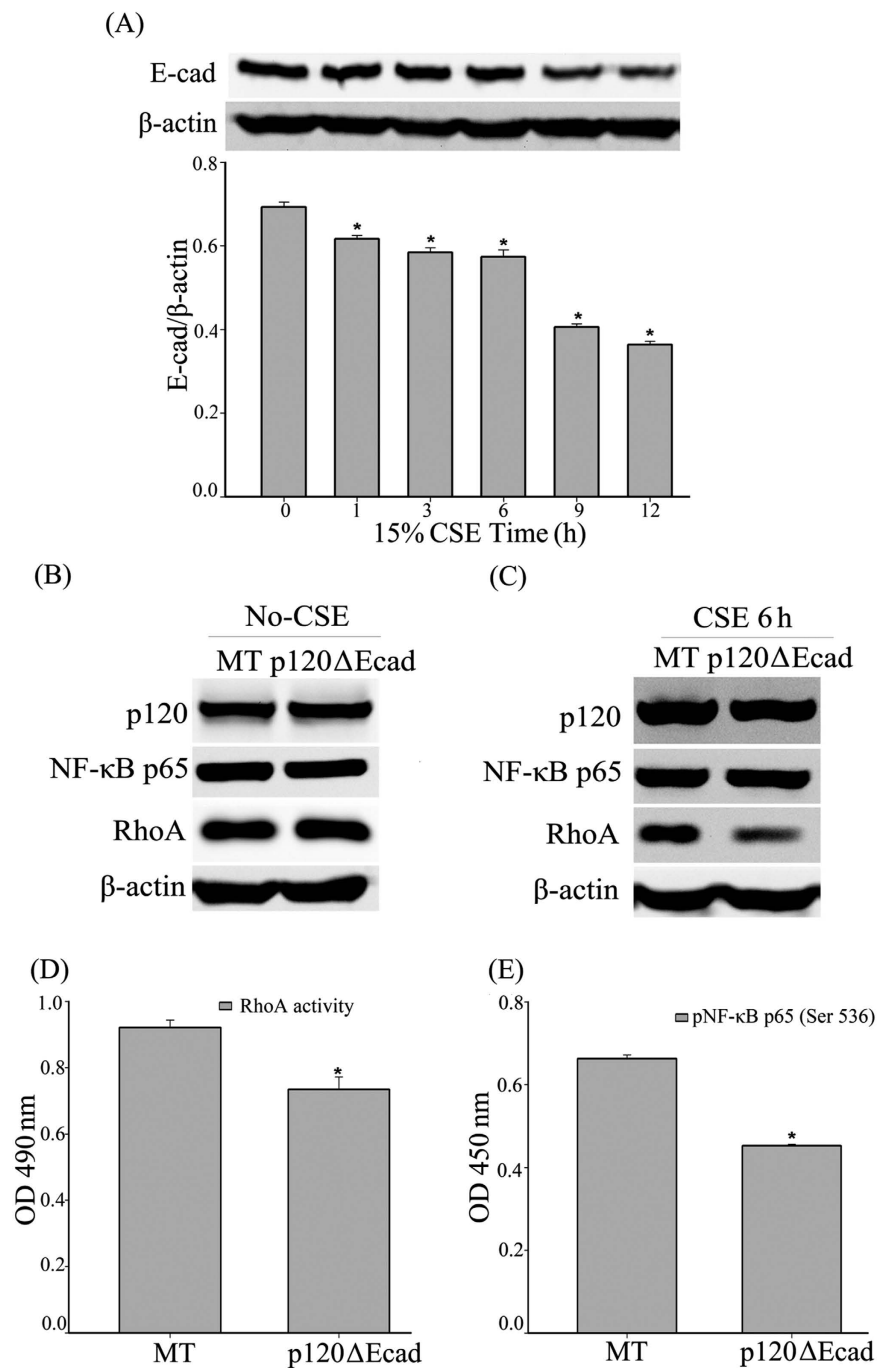 (A)
E-cad
β-actin
0.8
0.6
0.4
0.2
0.0
E-cad/β-actin
* * * * *
0 1 3 6 9 12
15% CSE Time (h)
(B)
No-CSE
MT p120ΔEcad
p120
NF-κB p65
RhoA
β-actin
(C)
CSE 6 h
MT p120ΔEcad
p120
NF-κB p65
RhoA
β-actin
(D)
1.0
0.8
0.6
0.4
0.2
0.0
OD 490 nm
RhoA activity
*
MT p120ΔEcad
(E)
0.8
0.6
0.4
0.2
0.0
OD 450 nm
pNF-κB p65 (Ser 536)
*
MT p120ΔEcad